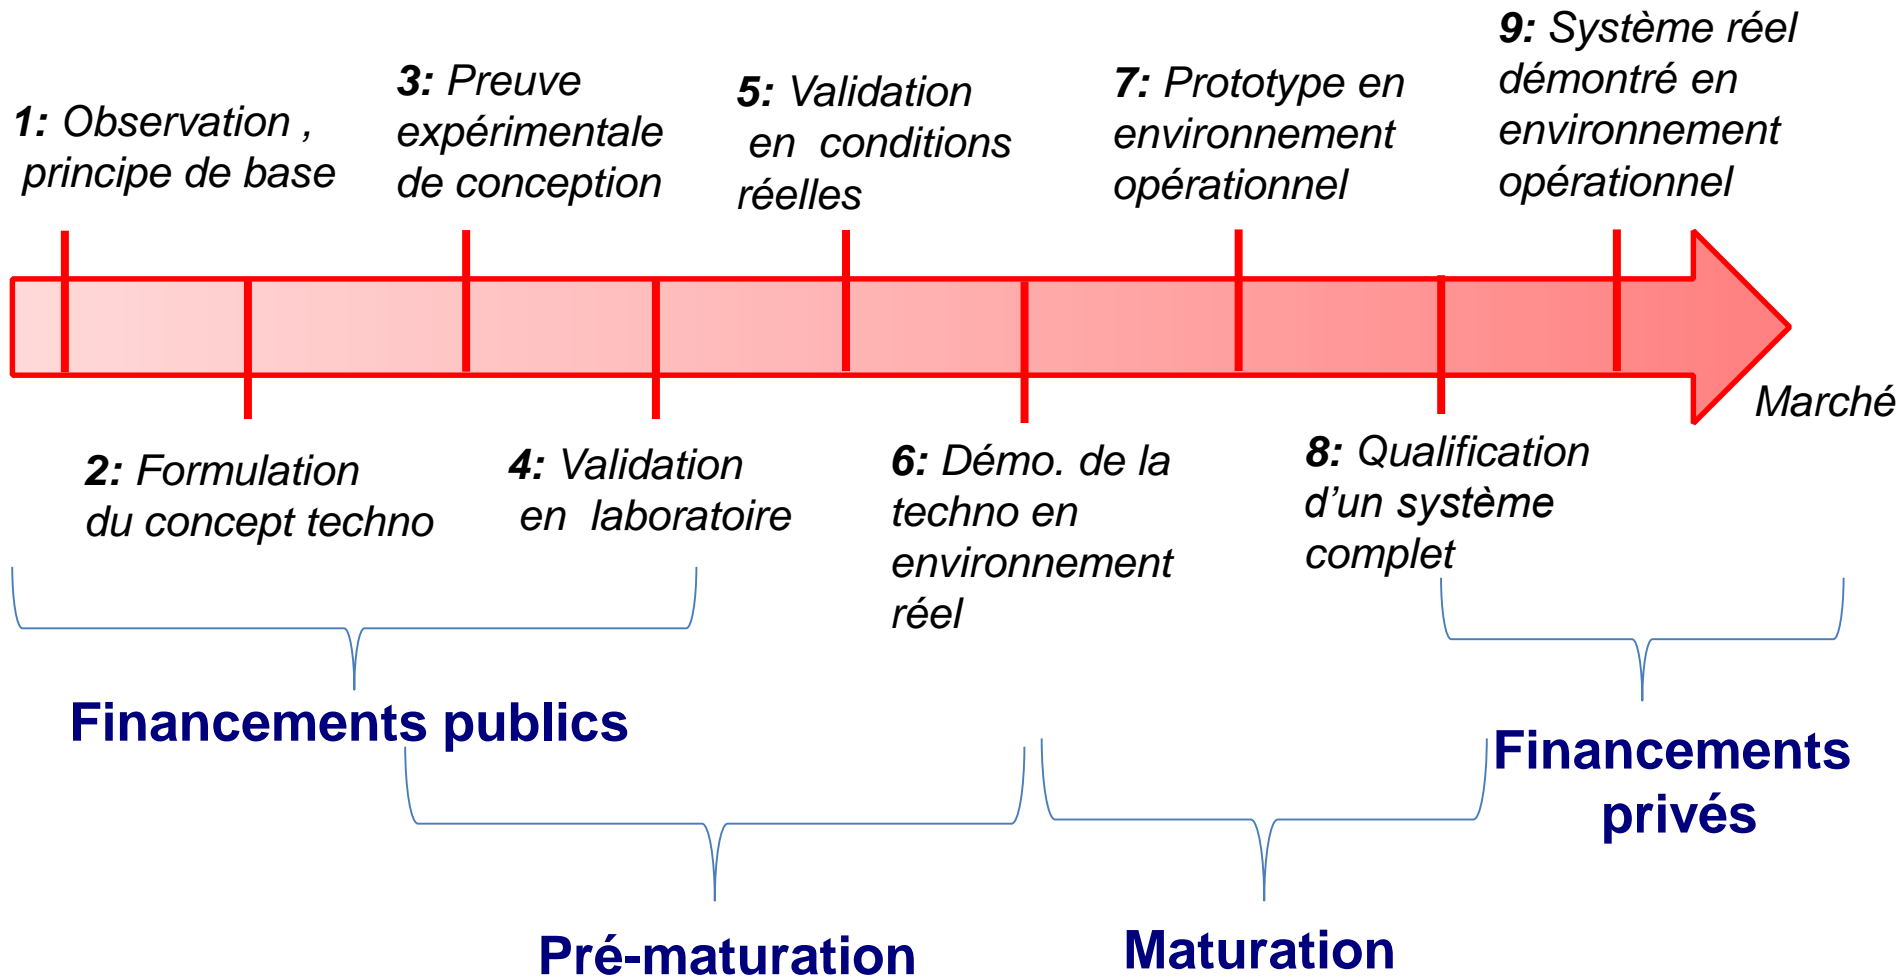 1: Observation ,
principe de base
2: Formulation
du concept techno
3: Preuve
expérimentale
de conception
4: Validation
en laboratoire
5: Validation
en conditions
réelles
6: Démo. de la
techno en
environnement
réel
7: Prototype en
environnement
opérationnel
8: Qualification
d’un système
complet
9: Système réel
démontré en
environnement
opérationnel
Marché
Financements publics
Pré-maturation
Maturation
Financements
privés